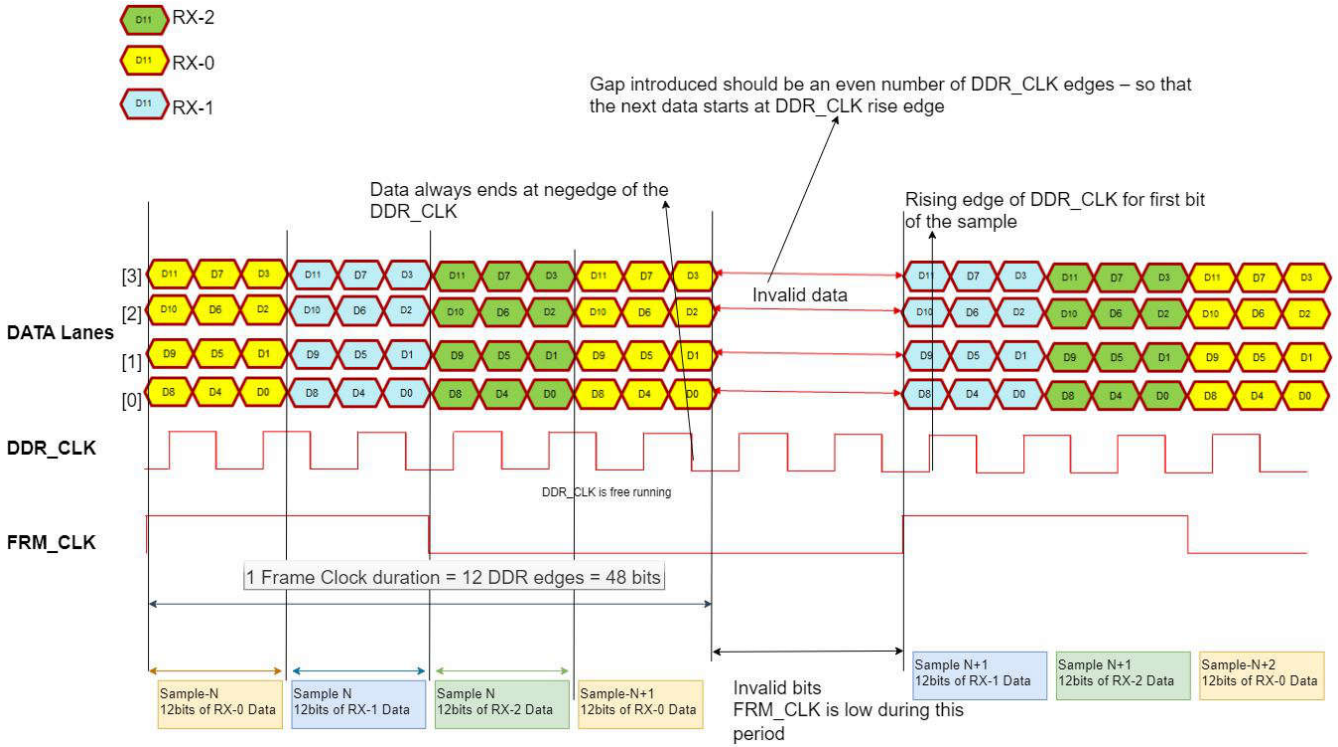 D11 RX-2
D11 RX-0
D11 RX-1
Gap introduced should be an even number of DDR_CLK edges – so that
the next data starts at DDR_CLK rise edge
Data always ends at negedge of the
DDR_CLK
Rising edge of DDR_CLK for first bit
of the sample
[3] D11 D7 D3 D11 D7 D3 D11 D7 D3 D11 D7 D3 D11 D7 D3 D11 D7 D3 D11 D7 D3
Invalid data
[2] D10 D6 D2 D10 D6 D2 D10 D6 D2 D10 D6 D2 D10 D6 D2 D10 D6 D2 D10 D6 D2
DATA Lanes
[1] D9 D5 D1 D9 D5 D1 D9 D5 D1 D9 D5 D1 D9 D5 D1 D9 D5 D1 D9 D5 D1
[0] D8 D4 D0 D8 D4 D0 D8 D4 D0 D8 D4 D0 D8 D4 D0 D8 D4 D0 D8 D4 D0
DDR_CLK
DDR_CLK is free running
FRM_CLK
1 Frame Clock duration = 12 DDR edges = 48 bits
Sample-N
12bits of RX-0 Data
Sample N
12bits of RX-1 Data
Sample N
12bits of RX-2 Data
Sample-N+1
12bits of RX-0 Data
Invalid bits
FRM_CLK is low during this
period
Sample N+1
12bits of RX-1 Data
Sample N+1
12bits of RX-2 Data
Sample-N+2
12bits of RX-0 Data